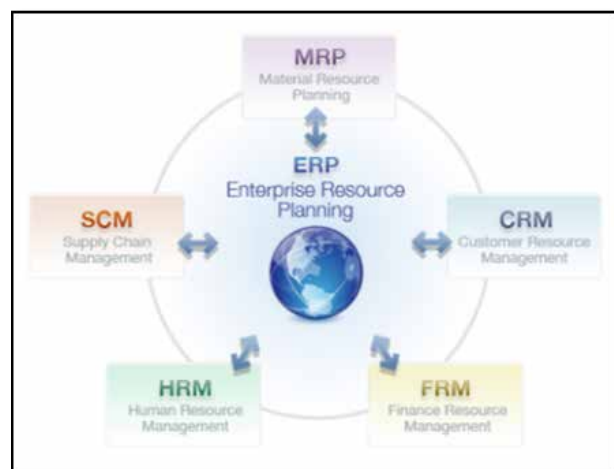 MRP
Material Resource
Planning
ERP
Enterprise Resource
Planning
SCM
Supply Chain
Management
CRM
Customer Resource
Management
HRM
Human Resource
Management
FRM
Finance Resource
Management